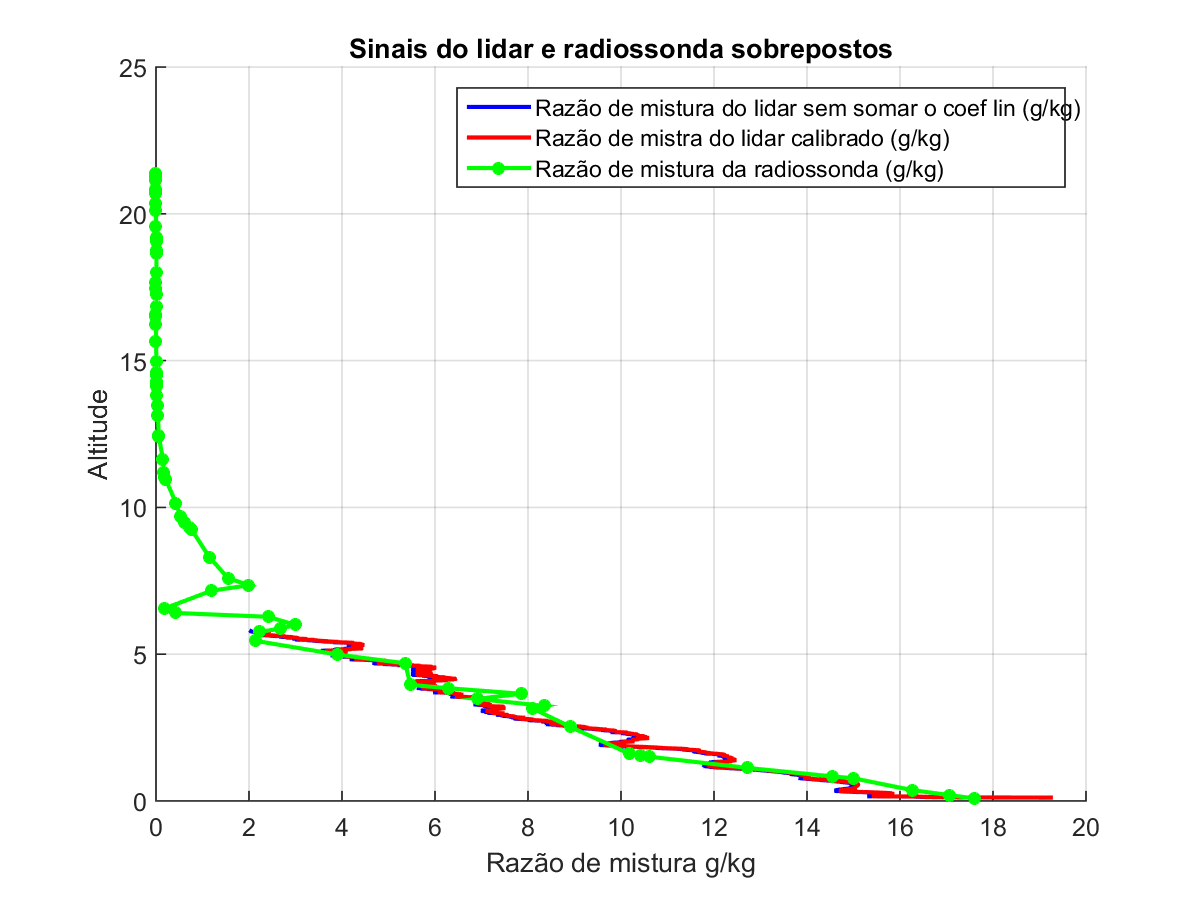 Sinais do lidar e radiossonda sobrepostos
25
Razão de mistura do lidar sem somar o coef lin (g/kg)
Razão de mistra do lidar calibrado (g/kg)
Razão de mistura da radiossonda (g/kg)
20
15
Altitude
10
5
0
0 2 4 6 8 10 12 14 16 18 20
Razão de mistura g/kg